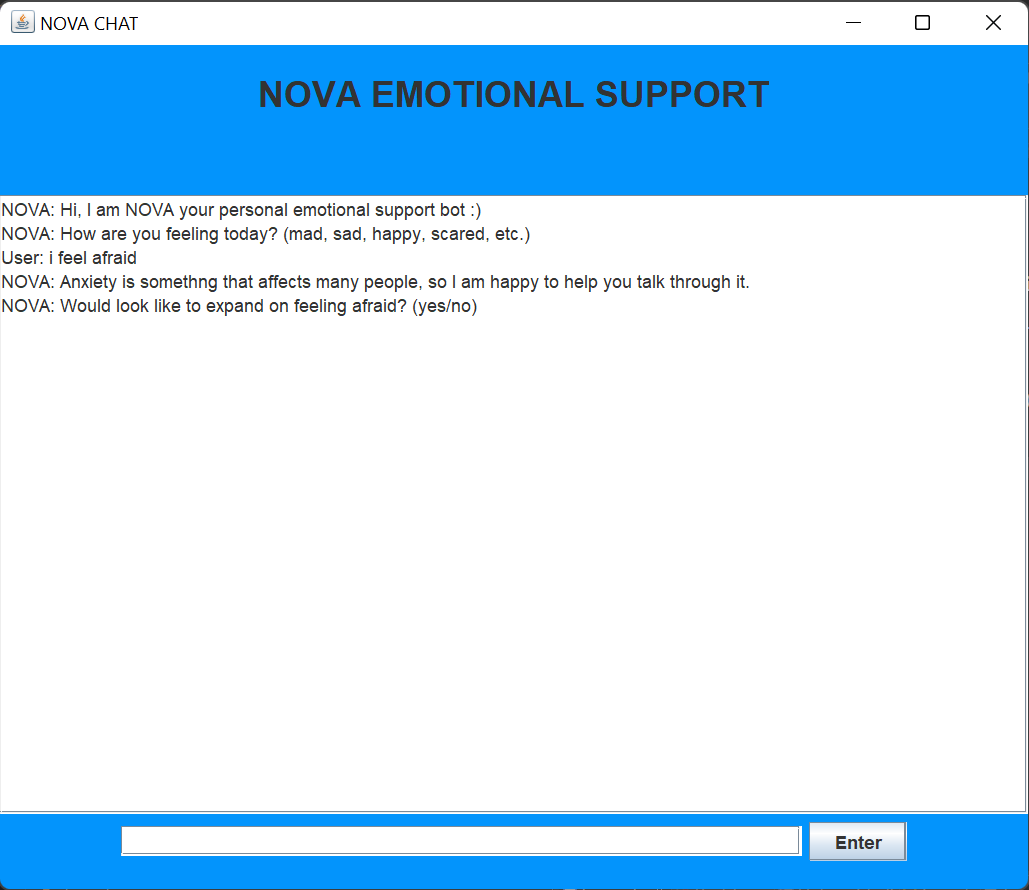 NOVA CHAT
NOVA EMOTIONAL SUPPORT
NOVA: Hi, I am NOVA your personal emotional support bot :)
NOVA: How are you feeling today? (mad, sad, happy, scared, etc.)
User: i feel afraid
NOVA: Anxiety is somethng that affects many people, so I am happy to help you talk through it.
NOVA: Would look like to expand on feeling afraid? (yes/no)
Enter